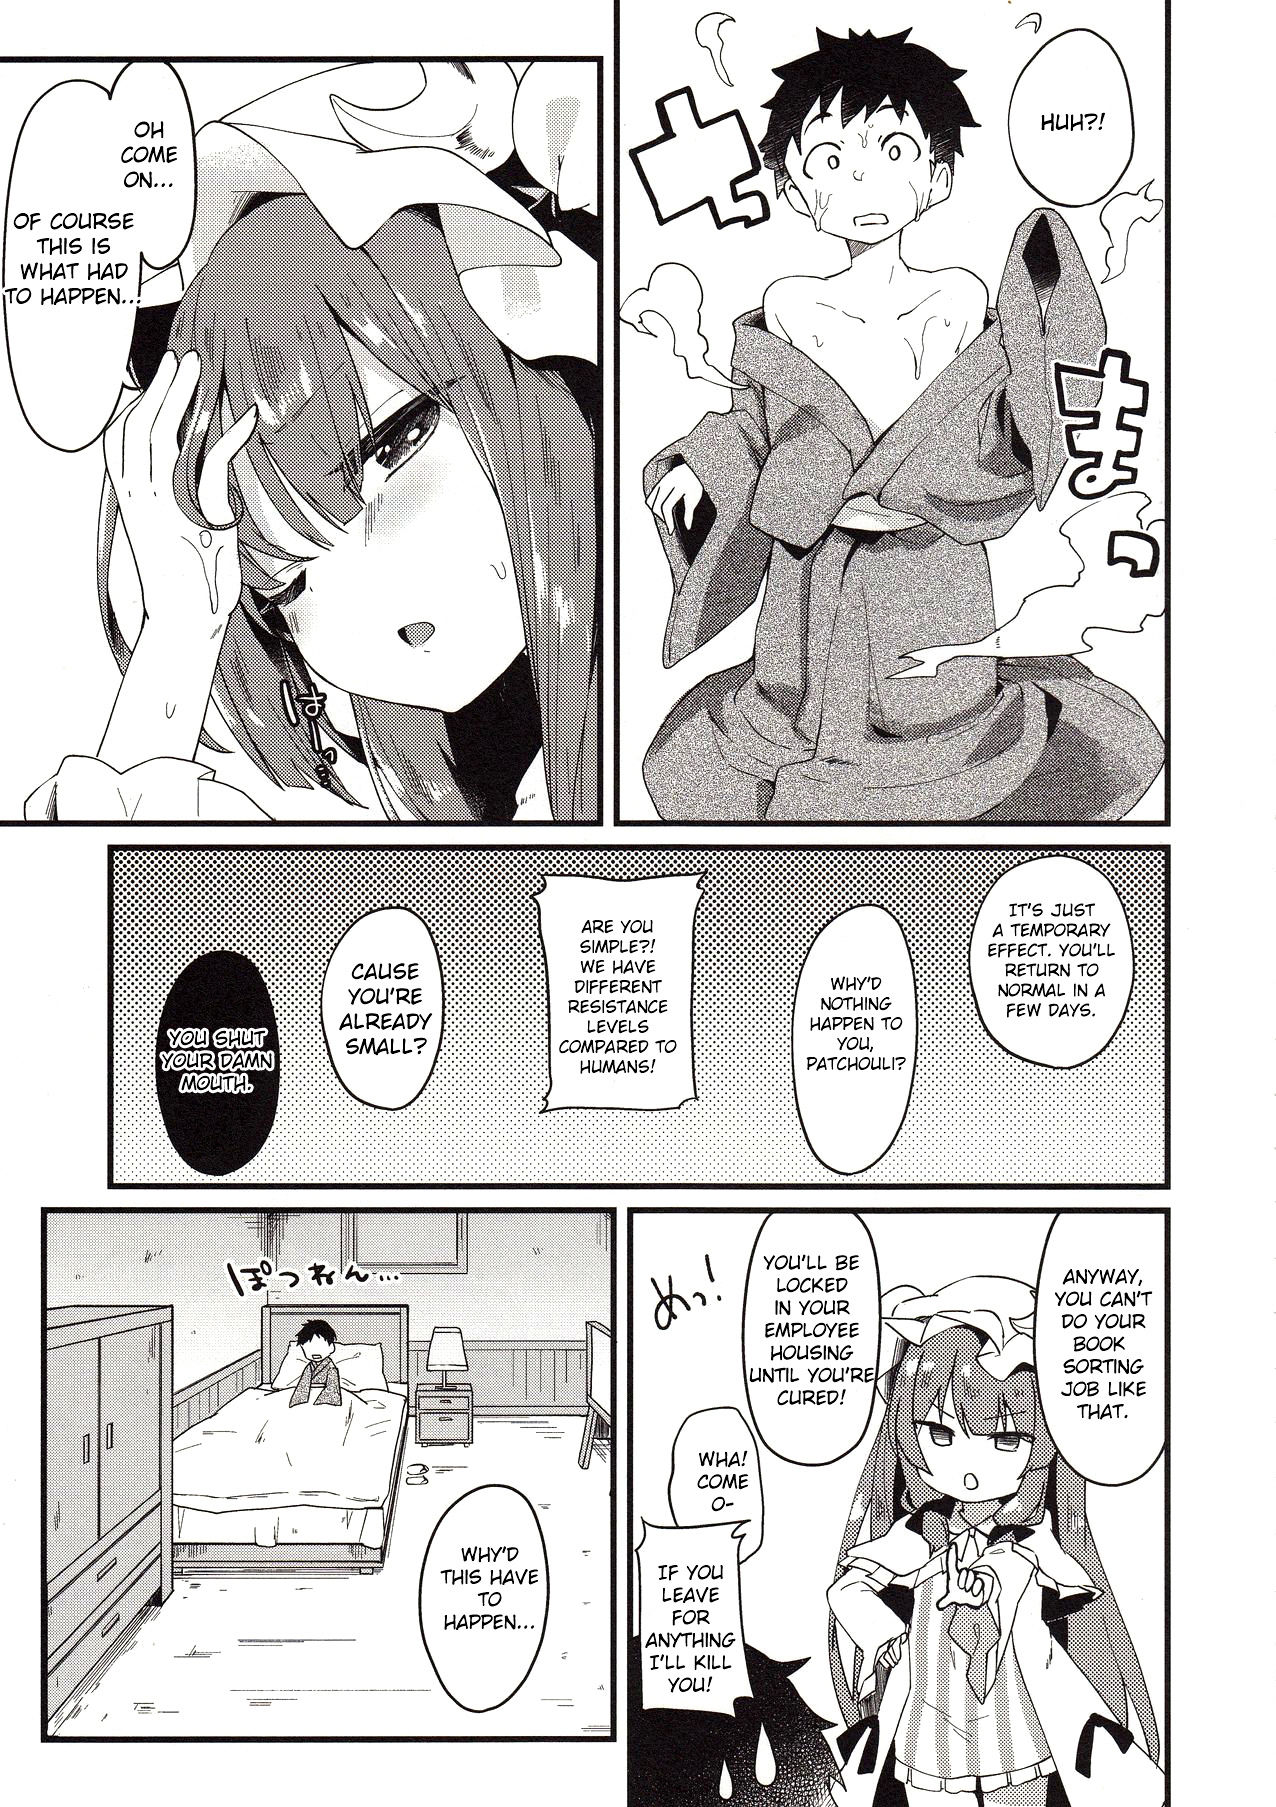 HUH?!
ぽっ
まっ
OH
COME
ON...
OF COURSE
THIS IS
WHAT HAD
TO HAPPEN...
はーっ
IT'S JUST
A TEMPORARY
EFFECT. YOU'LL
RETURN TO
NORMAL IN A
FEW DAYS.
WHY'D
NOTHING
HAPPEN TO
YOU,
PATCHOULI?
ARE YOU
SIMPLE?!
WE HAVE
DIFFERENT
RESISTANCE
LEVELS
COMPARED TO
HUMANS!
CAUSE
YOU'RE
ALREADY
SMALL?
YOU SHUT
YOUR DAMN
MOUTH.
ANYWAY,
YOU CAN'T
DO YOUR
BOOK
SORTING
JOB LIKE
THAT.
YOU'LL BE
LOCKED
IN YOUR
EMPLOYEE
HOUSING
UNTIL YOU'RE
CURED!
めっ!
WHA!
COME
O-
IF YOU
LEAVE
FOR
ANYTHING
I'LL KILL
YOU!
ぽつねん...
WHY'D
THIS HAVE
TO
HAPPEN...